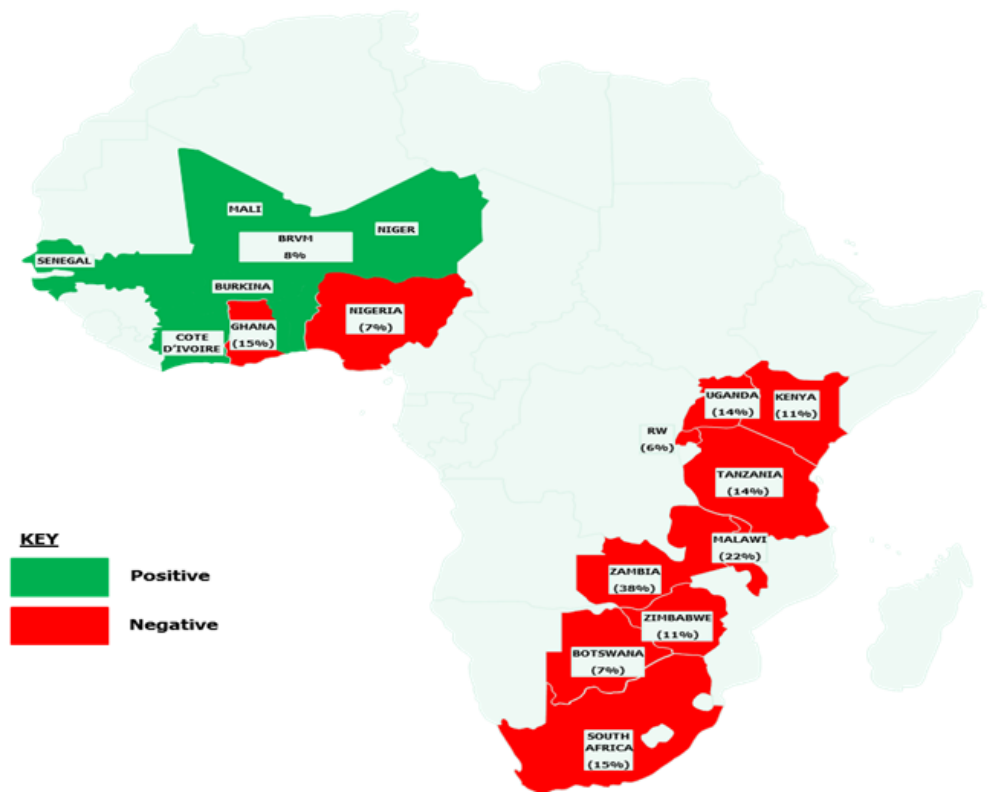 MALI
NIGER
BRVM
8%
SENEGAL
BURKINA
NIGERIA
(7%)
GHANA
(15%)
COTE
D'IVOIRE
UGANDA
(14%)
KENYA
(11%)
RW
(6%)
TANZANIA
(14%)
MALAWI
(22%)
ZAMBIA
(38%)
ZIMBABWE
(11%)
BOTSWANA
(7%)
SOUTH
AFRICA
(15%)
KEY
Positive
Negative